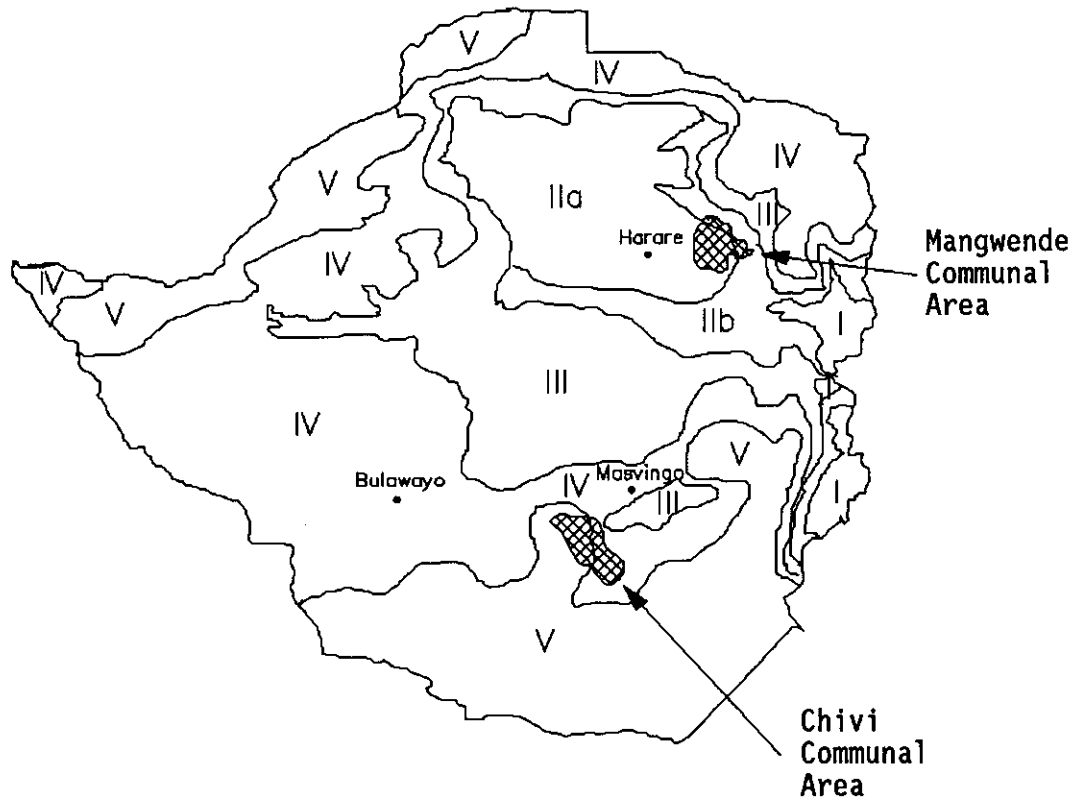 V
IV
IV
V
IIa
III
Harare
Mangwende
Communal
Area
IV
IV
V
IIb
I
III
I
IV
V
Bulawayo
IV
Masvingo
III
I
V
Chivi
Communal
Area